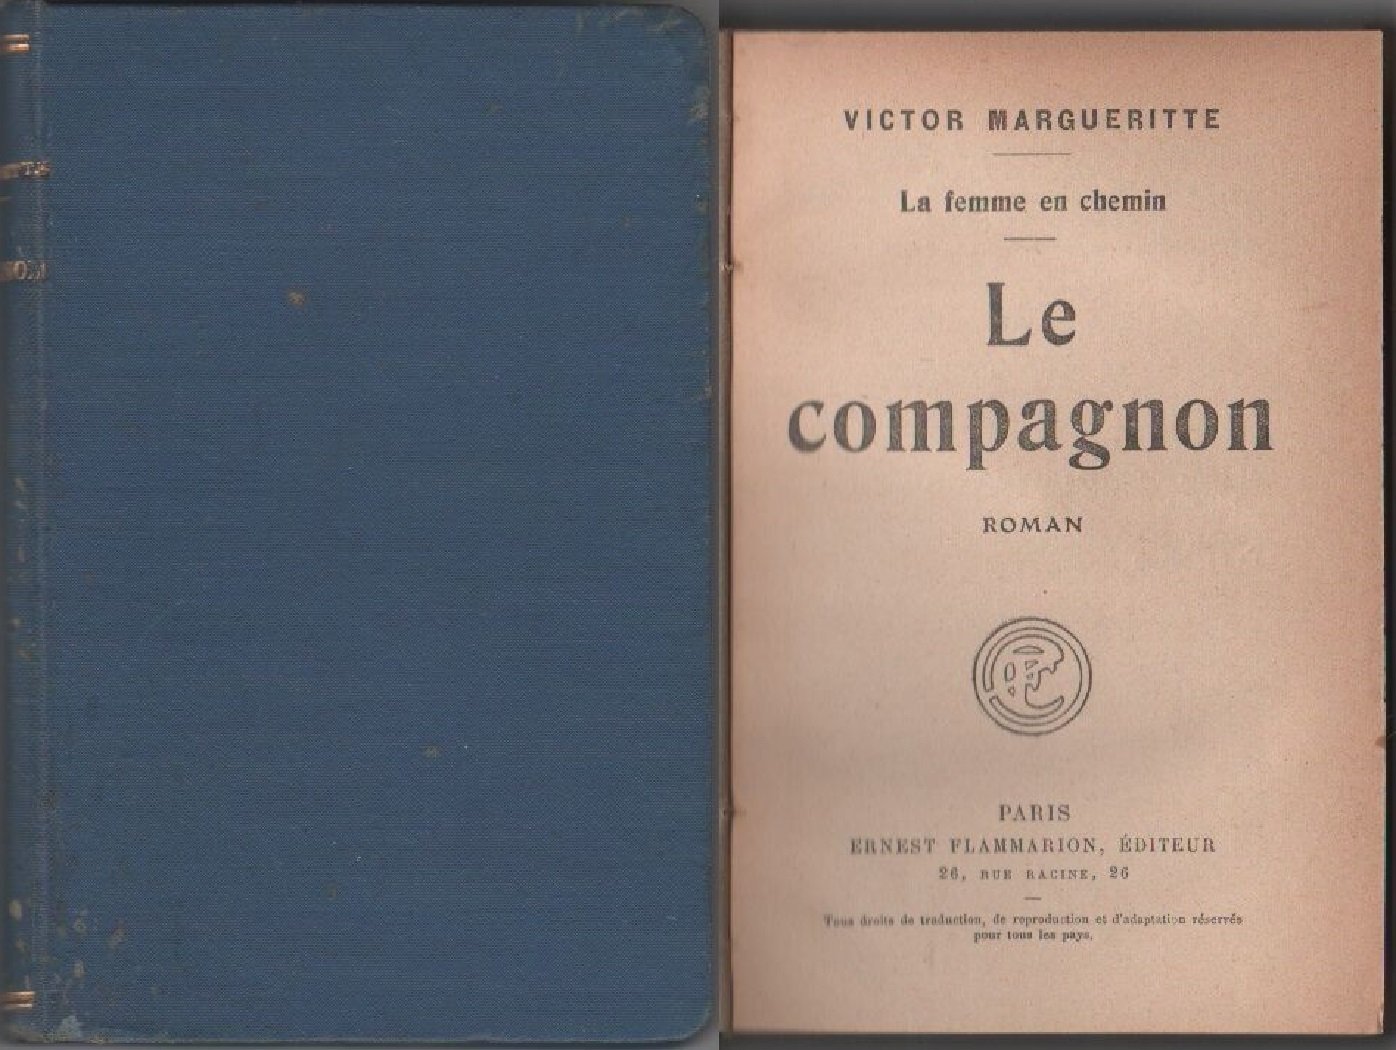 VICTOR MARGUERITTE
La femme en chemin
Le
compagnon
ROMAN
PARIS
ERNEST FLAMMARION, ÉDITEUR
26, RUE RACINE, 26
Tous droits de traduction, de reproduction et d'adaptation réservés
pour tous les pays.